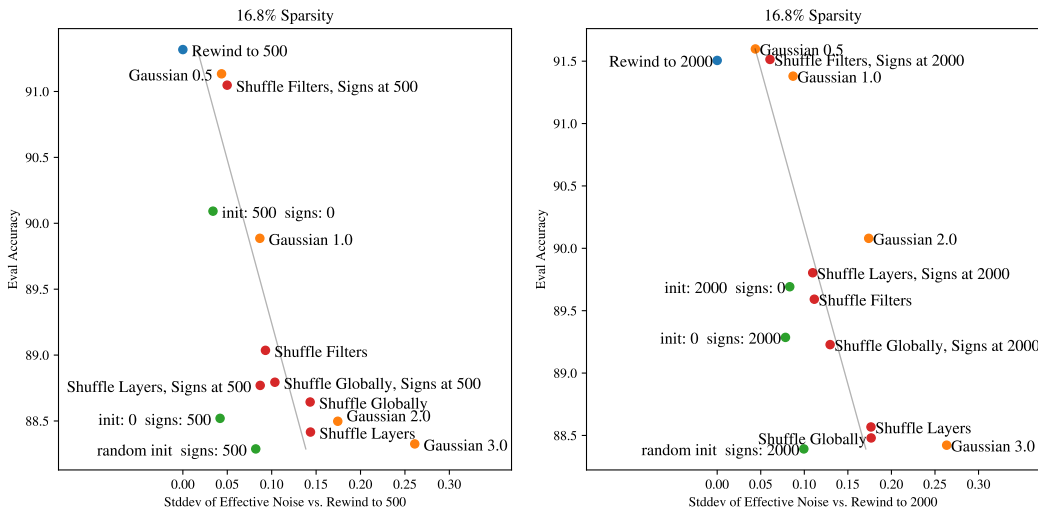 16.8% Sparsity
Rewind to 500
Gaussian 0.5
Shuffle Filters, Signs at 500
init: 500  signs: 0
Gaussian 1.0
Shuffle Filters
Shuffle Layers, Signs at 500
Shuffle Globally, Signs at 500
Shuffle Globally
Gaussian 2.0
init: 0  signs: 500
Shuffle Layers
Gaussian 3.0
random init  signs: 500
91.0
90.5
90.0
89.5
89.0
88.5
Eval Accuracy
0.00 0.05 0.10 0.15 0.20 0.25 0.30
Stddev of Effective Noise vs. Rewind to 500
16.8% Sparsity
Gaussian 0.5
Rewind to 2000
Shuffle Filters, Signs at 2000
Gaussian 1.0
Gaussian 2.0
Shuffle Layers, Signs at 2000
init: 2000  signs: 0
Shuffle Filters
init: 0  signs: 2000
Shuffle Globally, Signs at 2000
Shuffle Layers
Shuffle Globally
random init  signs: 2000
Gaussian 3.0
91.5
91.0
90.5
90.0
89.5
89.0
88.5
Eval Accuracy
0.00 0.05 0.10 0.15 0.20 0.25 0.30
Stddev of Effective Noise vs. Rewind to 2000